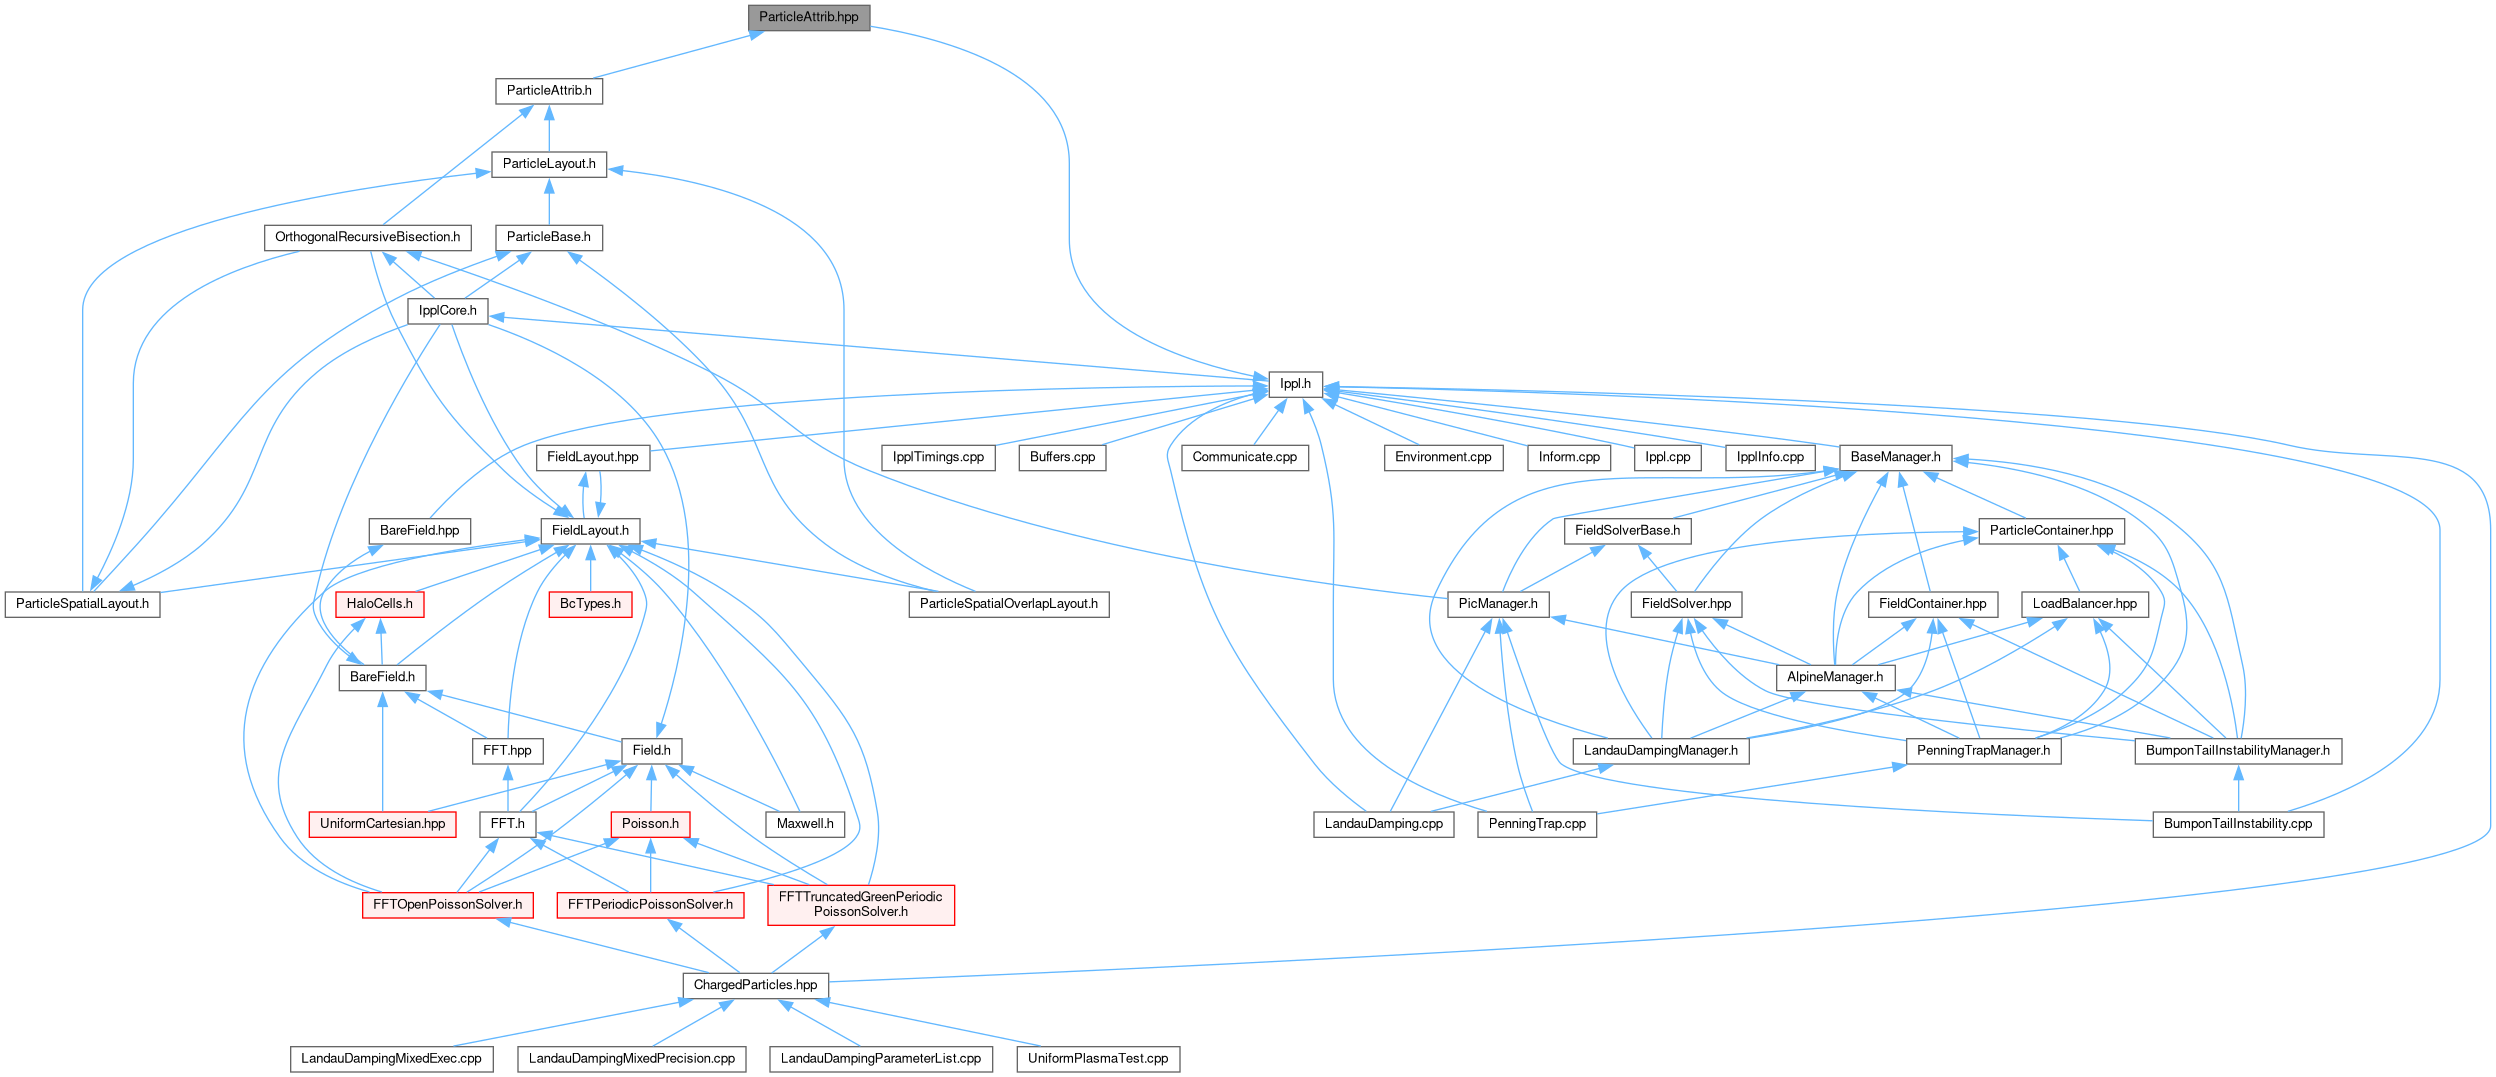 ParticleAttrib.hpp
ParticleAttrib.h
ParticleLayout.h
OrthogonalRecursiveBisection.h
ParticleBase.h
IpplCore.h
Ippl.h
FieldLayout.hpp
IpplTimings.cpp
Buffers.cpp
Communicate.cpp
Environment.cpp
Inform.cpp
Ippl.cpp
IpplInfo.cpp
BaseManager.h
BareField.hpp
FieldLayout.h
FieldSolverBase.h
ParticleContainer.hpp
ParticleSpatialLayout.h
HaloCells.h
BcTypes.h
ParticleSpatialOverlapLayout.h
PicManager.h
FieldSolver.hpp
FieldContainer.hpp
LoadBalancer.hpp
BareField.h
AlpineManager.h
FFT.hpp
Field.h
LandauDampingManager.h
PenningTrapManager.h
BumponTailInstabilityManager.h
UniformCartesian.hpp
FFT.h
Poisson.h
Maxwell.h
LandauDamping.cpp
PenningTrap.cpp
BumponTailInstability.cpp
FFTOpenPoissonSolver.h
FFTPeriodicPoissonSolver.h
FFTTruncatedGreenPeriodic
PoissonSolver.h
ChargedParticles.hpp
LandauDampingMixedExec.cpp
LandauDampingMixedPrecision.cpp
LandauDampingParameterList.cpp
UniformPlasmaTest.cpp